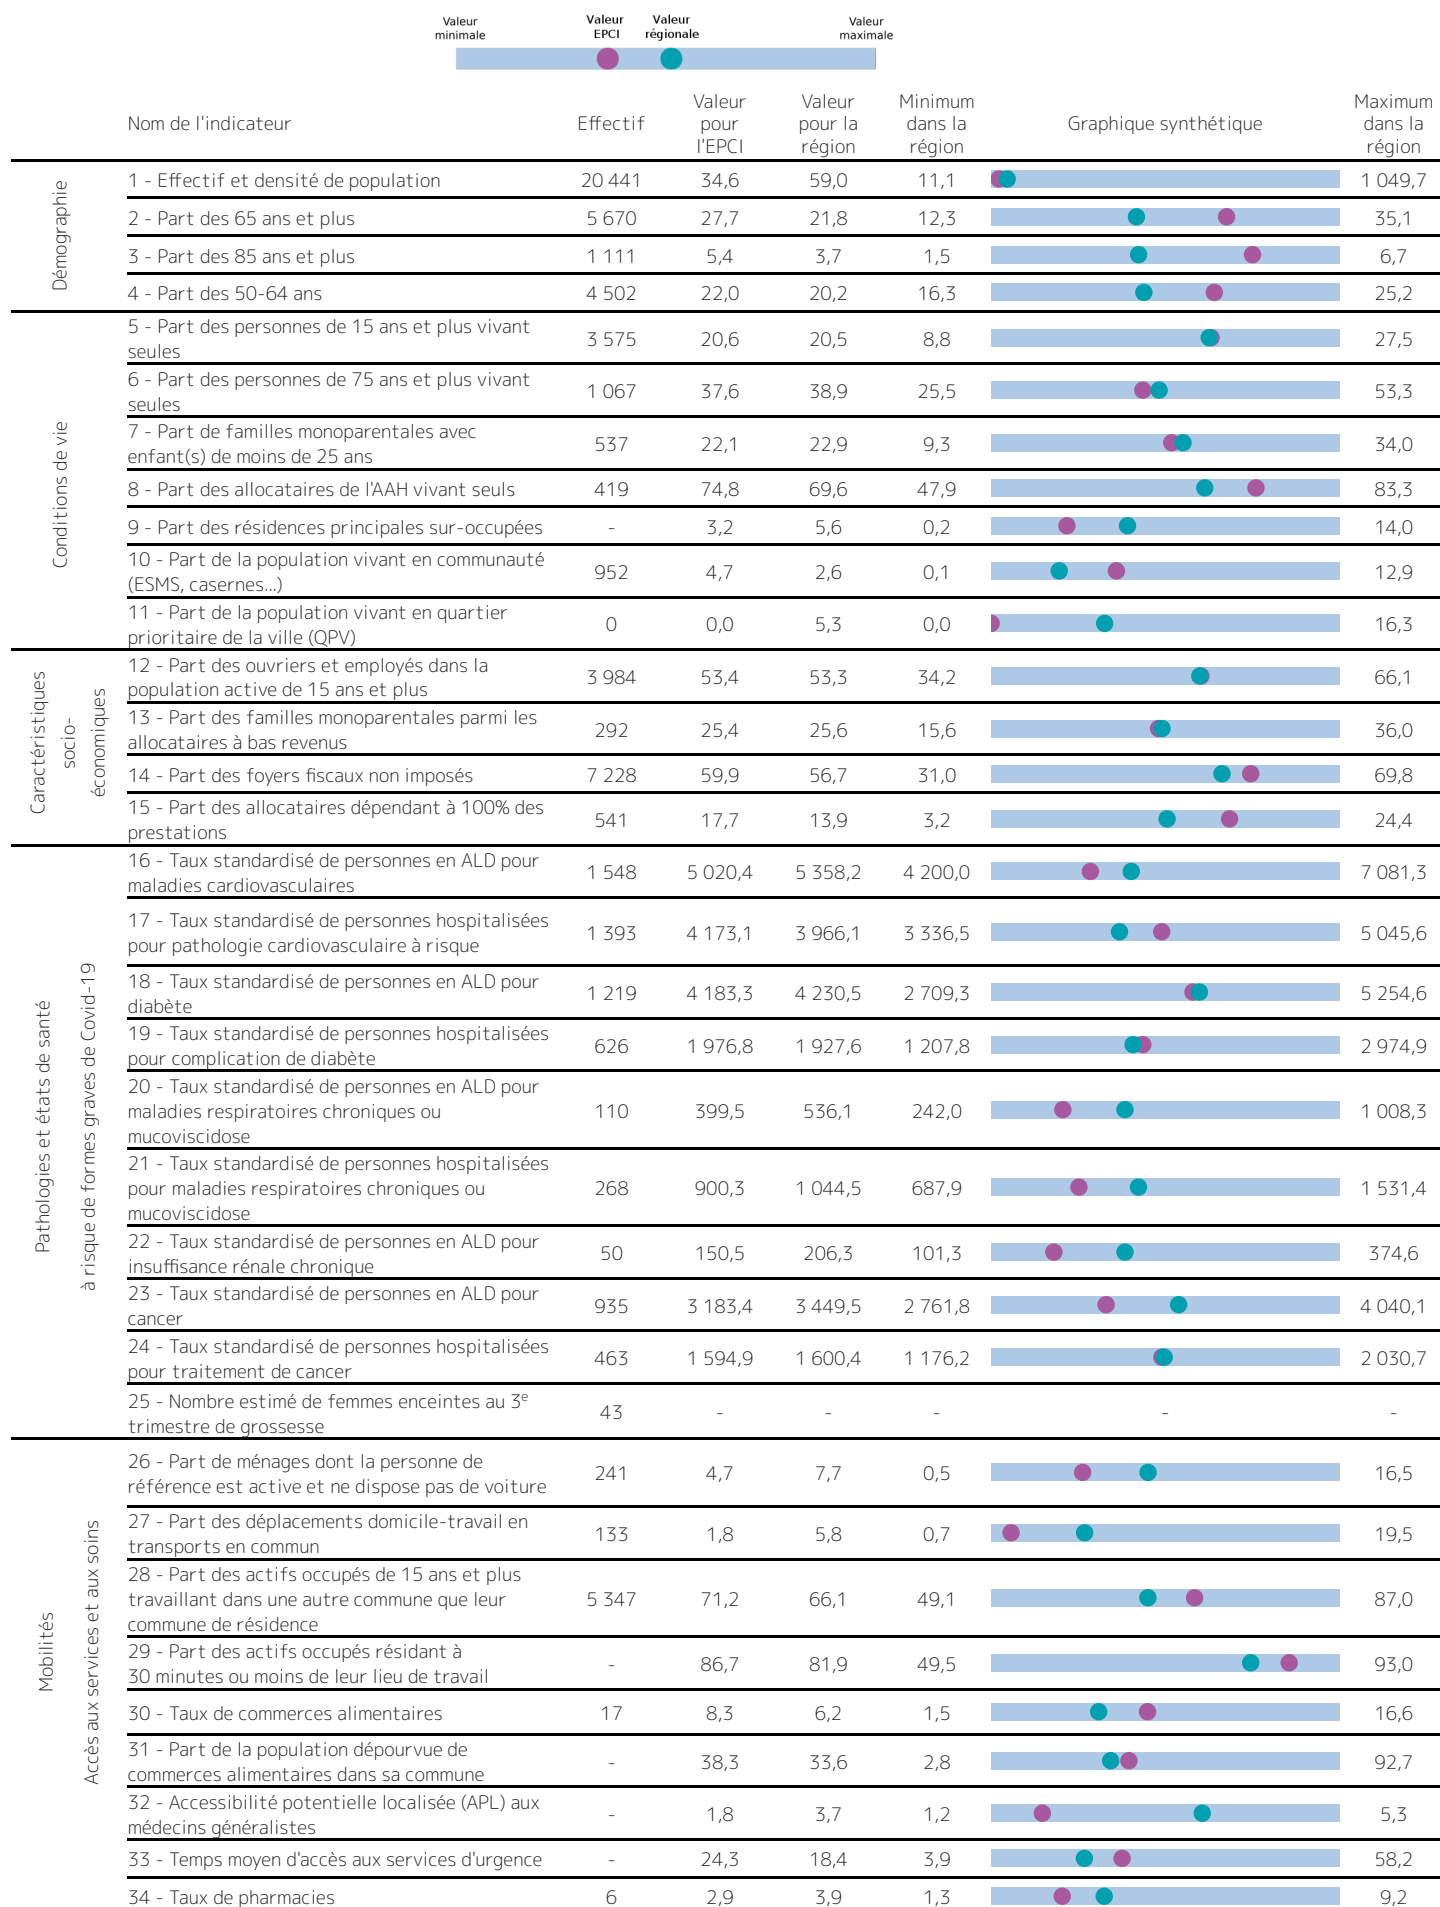 Valeur minimale
Valeur EPCI
Valeur régionale
Valeur maximale
Nom de l'indicateur
Effectif
Valeur pour l'EPCI
Valeur pour la région
Minimum dans la région
Graphique synthétique
Maximum dans la région
Démographie
1 - Effectif et densité de population 20 441 34,6 59,0 11,1 1 049,7
2 - Part des 65 ans et plus 5 670 27,7 21,8 12,3 35,1
3 - Part des 85 ans et plus 1 111 5,4 3,7 1,5 6,7
4 - Part des 50-64 ans 4 502 22,0 20,2 16,3 25,2
Conditions de vie
5 - Part des personnes de 15 ans et plus vivant
seules 3 575 20,6 20,5 8,8 27,5
6 - Part des personnes de 75 ans et plus vivant
seules 1 067 37,6 38,9 25,5 53,3
7 - Part de familles monoparentales avec
enfant(s) de moins de 25 ans 537 22,1 22,9 9,3 34,0
8 - Part des allocataires de l'AAH vivant seuls 419 74,8 69,6 47,9 83,3
9 - Part des résidences principales sur-occupées - 3,2 5,6 0,2 14,0
10 - Part de la population vivant en communauté
(ESMS, casernes...) 952 4,7 2,6 0,1 12,9
11 - Part de la population vivant en quartier
prioritaire de la ville (QPV) 0 0,0 5,3 0,0 16,3
Caractéristiques
socio-
économiques
12 - Part des ouvriers et employés dans la
population active de 15 ans et plus 3 984 53,4 53,3 34,2 66,1
13 - Part des familles monoparentales parmi les
allocataires à bas revenus 292 25,4 25,6 15,6 36,0
14 - Part des foyers fiscaux non imposés 7 228 59,9 56,7 31,0 69,8
15 - Part des allocataires dépendant à 100% des
prestations 541 17,7 13,9 3,2 24,4
Pathologies et états de santé
à risque de formes graves de Covid-19
16 - Taux standardisé de personnes en ALD pour
maladies cardiovasculaires 1 548 5 020,4 5 358,2 4 200,0 7 081,3
17 - Taux standardisé de personnes hospitalisées
pour pathologie cardiovasculaire à risque 1 393 4 173,1 3 966,1 3 336,5 5 045,6
18 - Taux standardisé de personnes en ALD pour
diabète 1 219 4 183,3 4 230,5 2 709,3 5 254,6
19 - Taux standardisé de personnes hospitalisées
pour complication de diabète 626 1 976,8 1 927,6 1 207,8 2 974,9
20 - Taux standardisé de personnes en ALD pour
maladies respiratoires chroniques ou 110 399,5 536,1 242,0 1 008,3
mucoviscidose
21 - Taux standardisé de personnes hospitalisées
pour maladies respiratoires chroniques ou 268 900,3 1 044,5 687,9 1 531,4
mucoviscidose
22 - Taux standardisé de personnes en ALD pour
insuffisance rénale chronique 50 150,5 206,3 101,3 374,6
23 - Taux standardisé de personnes en ALD pour
cancer 935 3 183,4 3 449,5 2 761,8 4 040,1
24 - Taux standardisé de personnes hospitalisées
pour traitement de cancer 463 1 594,9 1 600,4 1 176,2 2 030,7
25 - Nombre estimé de femmes enceintes au 3e
trimestre de grossesse 43 - - - - -
Mobilités
Accès aux services et aux soins
26 - Part de ménages dont la personne de
référence est active et ne dispose pas de voiture 241 4,7 7,7 0,5 16,5
27 - Part des déplacements domicile-travail en
transports en commun 133 1,8 5,8 0,7 19,5
28 - Part des actifs occupés de 15 ans et plus
travaillant dans une autre commune que leur 5 347 71,2 66,1 49,1 87,0
commune de résidence
29 - Part des actifs occupés résidant à
30 minutes ou moins de leur lieu de travail - 86,7 81,9 49,5 93,0
30 - Taux de commerces alimentaires 17 8,3 6,2 1,5 16,6
31 - Part de la population dépourvue de
commerces alimentaires dans sa commune - 38,3 33,6 2,8 92,7
32 - Accessibilité potentielle localisée (APL) aux
médecins généralistes - 1,8 3,7 1,2 5,3
33 - Temps moyen d'accès aux services d'urgence - 24,3 18,4 3,9 58,2
34 - Taux de pharmacies 6 2,9 3,9 1,3 9,2